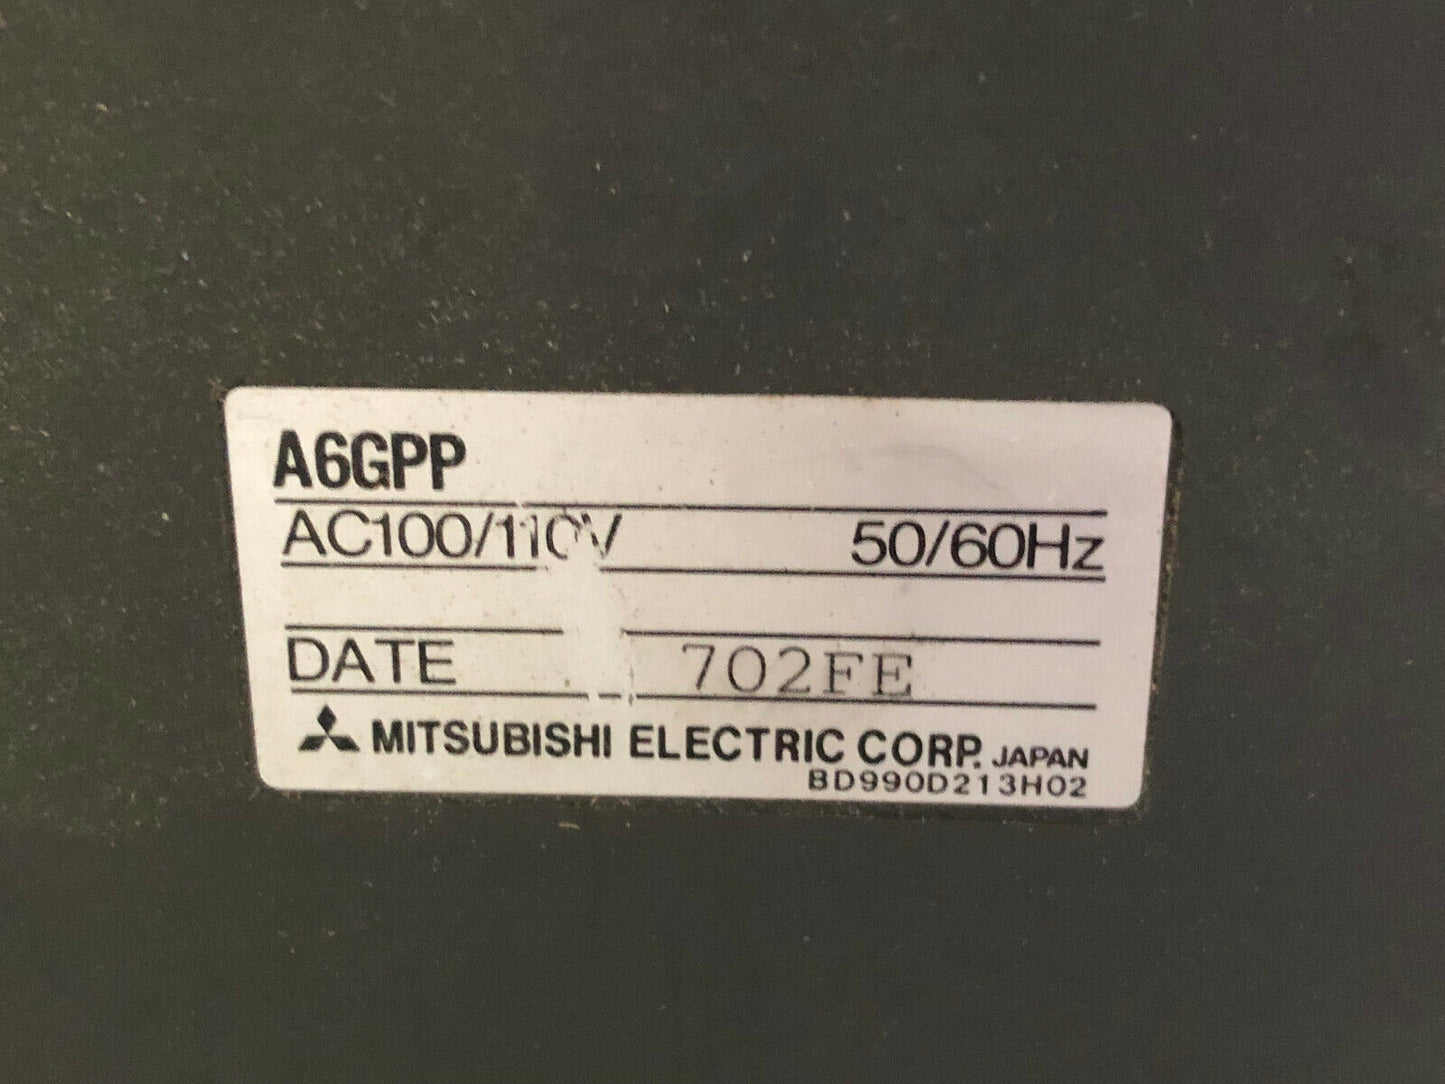 A6GPP
AC100/110V 50/60Hz
DATE 702FE
MITSUBISHI ELECTRIC CORP. JAPAN
BD990D213H02